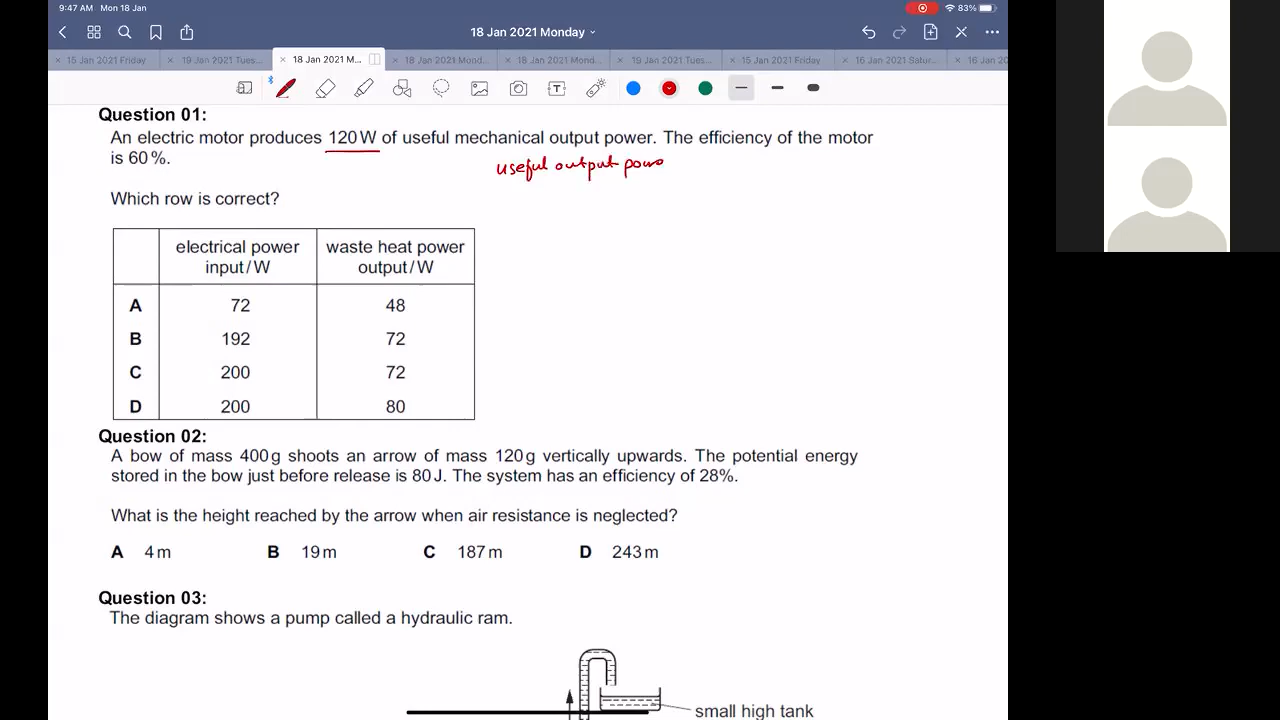 9:47 AM Mon 18 Jan
83%
18 Jan 2021 Monday
15 Jan 2021 Friday
19 Jan 2021 Tues...
18 Jan 2021 M...
18 Jan 2021 Mond...
18 Jan 2021 Mond...
19 Jan 2021 Tues...
15 Jan 2021 Friday
16 Jan 2021 Satur...
16 Jan 20
Question 01:
An electric motor produces 120 W of useful mechanical output power. The efficiency of the motor
is 60 %.
useful output powe
Which row is correct?
electrical power input / W
waste heat power output / W
A 72 48
B 192 72
C 200 72
D 200 80
Question 02:
A bow of mass 400 g shoots an arrow of mass 120 g vertically upwards. The potential energy
stored in the bow just before release is 80 J. The system has an efficiency of 28%.
What is the height reached by the arrow when air resistance is neglected?
A 4 m B 19 m C 187 m D 243 m
Question 03:
The diagram shows a pump called a hydraulic ram.
small high tank